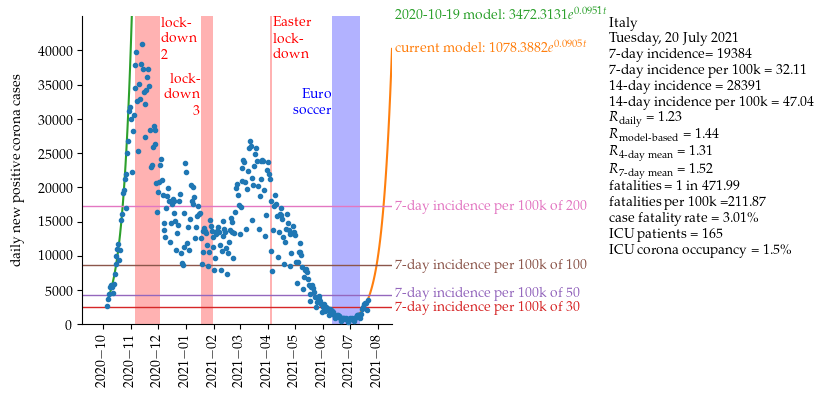 2020-10-19 model: 3472.3131e^0.0951t
current model: 1078.3882e^0.0905t
lock-
down
2
lock-
down
3
Easter
lock-
down
Euro
soccer
daily new positive corona cases
40000
35000
30000
25000
20000
15000
10000
5000
0
7-day incidence per 100k of 200
7-day incidence per 100k of 100
7-day incidence per 100k of 50
7-day incidence per 100k of 30
2020−10
2020−11
2020−12
2021−01
2021−02
2021−03
2021−04
2021−05
2021−06
2021−07
2021−08
Italy
Tuesday, 20 July 2021
7-day incidence= 19384
7-day incidence per 100k = 32.11
14-day incidence = 28391
14-day incidence per 100k = 47.04
R_daily = 1.23
R_model-based = 1.44
R_4-day mean = 1.31
R_7-day mean = 1.52
fatalities = 1 in 471.99
fatalities per 100k =211.87
case fatality rate = 3.01%
ICU patients = 165
ICU corona occupancy = 1.5%